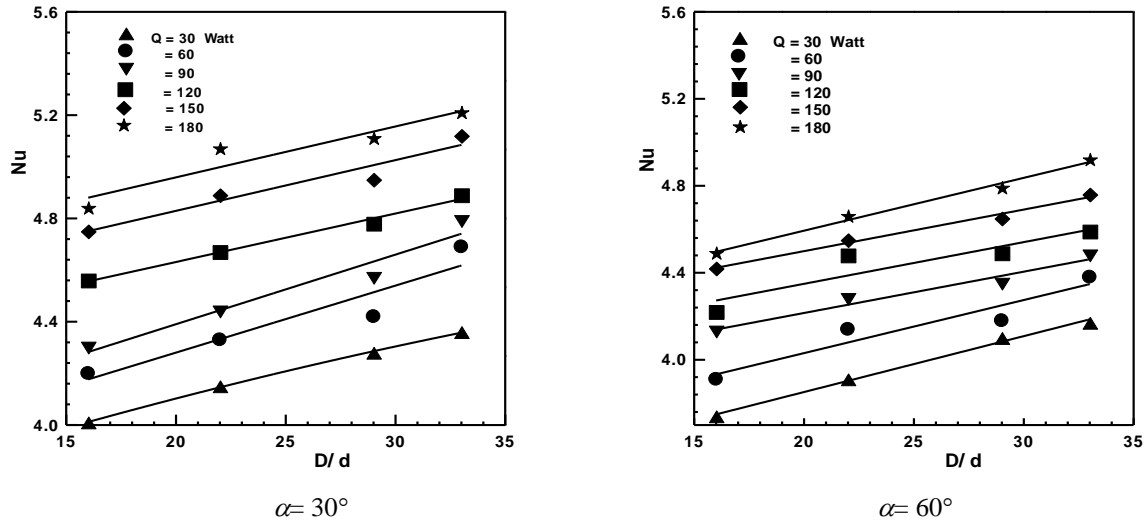 5.6
5.2
4.8
4.4
4.0
Nu
Q = 30 Watt
= 60
= 90
= 120
= 150
= 180
15 20 25 30 35
D/ d
α= 30°
5.6
5.2
4.8
4.4
4.0
Nu
Q = 30 Watt
= 60
= 90
= 120
= 150
= 180
15 20 25 30 35
D/ d
α= 60°